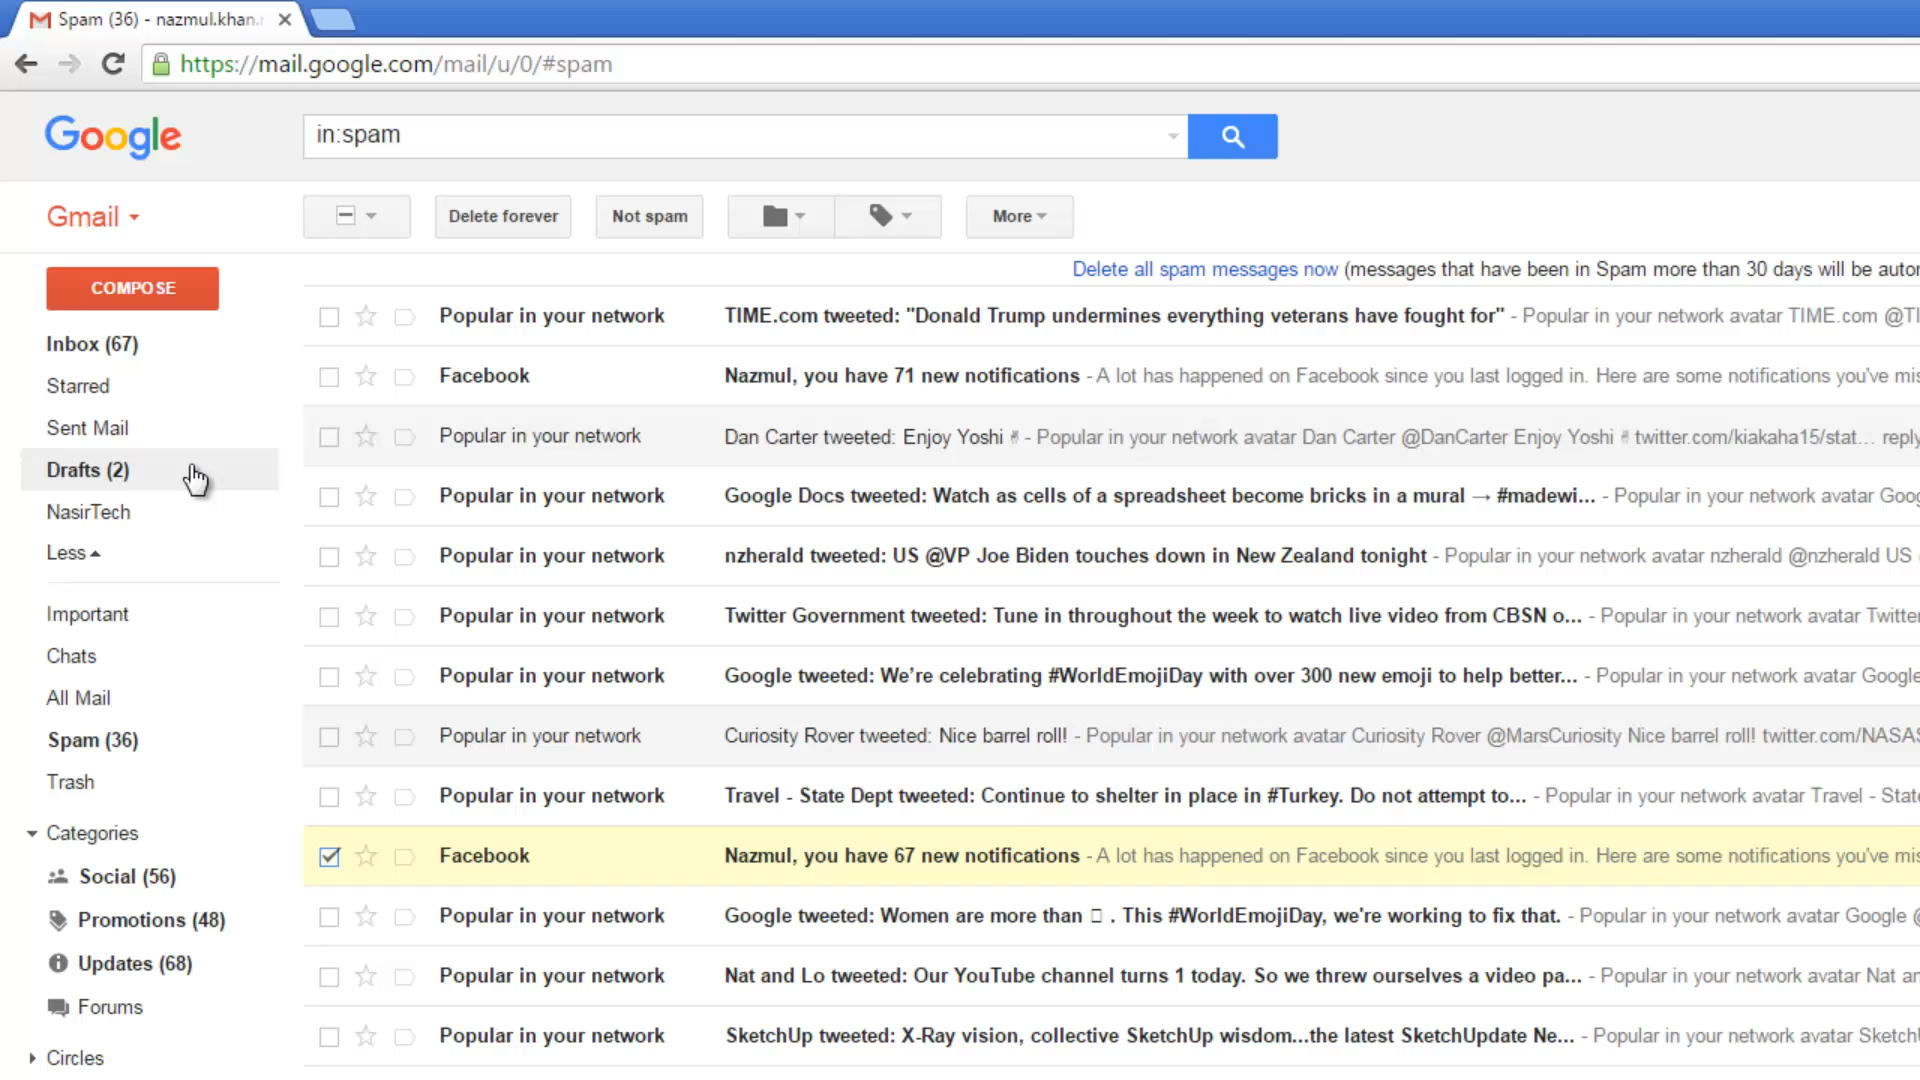 Spam (36) - nazmul.khan.
https://mail.google.com/mail/u/0/#spam
Google
in:spam
Gmail
Delete forever
Not spam
More
COMPOSE
Inbox (67)
Starred
Sent Mail
Drafts (2)
NasirTech
Less
Important
Chats
All Mail
Spam (36)
Trash
Categories
Social (56)
Promotions (48)
Updates (68)
Forums
Circles
Delete all spam messages now (messages that have been in Spam more than 30 days will be autor
Popular in your network TIME.com tweeted: "Donald Trump undermines everything veterans have fought for" - Popular in your network avatar TIME.com @TI
Facebook Nazmul, you have 71 new notifications - A lot has happened on Facebook since you last logged in. Here are some notifications you've mis
Popular in your network Dan Carter tweeted: Enjoy Yoshi ✌ - Popular in your network avatar Dan Carter @DanCarter Enjoy Yoshi ✌ twitter.com/kiakaha15/stat... reply
Popular in your network Google Docs tweeted: Watch as cells of a spreadsheet become bricks in a mural → #madewi... - Popular in your network avatar Goog
Popular in your network nzherald tweeted: US @VP Joe Biden touches down in New Zealand tonight - Popular in your network avatar nzherald @nzherald US
Popular in your network Twitter Government tweeted: Tune in throughout the week to watch live video from CBSN o... - Popular in your network avatar Twitter
Popular in your network Google tweeted: We’re celebrating #WorldEmojiDay with over 300 new emoji to help better... - Popular in your network avatar Google
Popular in your network Curiosity Rover tweeted: Nice barrel roll! - Popular in your network avatar Curiosity Rover @MarsCuriosity Nice barrel roll! twitter.com/NASAS
Popular in your network Travel - State Dept tweeted: Continue to shelter in place in #Turkey. Do not attempt to... - Popular in your network avatar Travel - State
Facebook Nazmul, you have 67 new notifications - A lot has happened on Facebook since you last logged in. Here are some notifications you've mis
Popular in your network Google tweeted: Women are more than . This #WorldEmojiDay, we're working to fix that. - Popular in your network avatar Google @
Popular in your network Nat and Lo tweeted: Our YouTube channel turns 1 today. So we threw ourselves a video pa... - Popular in your network avatar Nat an
Popular in your network SketchUp tweeted: X-Ray vision, collective SketchUp wisdom...the latest SketchUpdate Ne... - Popular in your network avatar Sketch